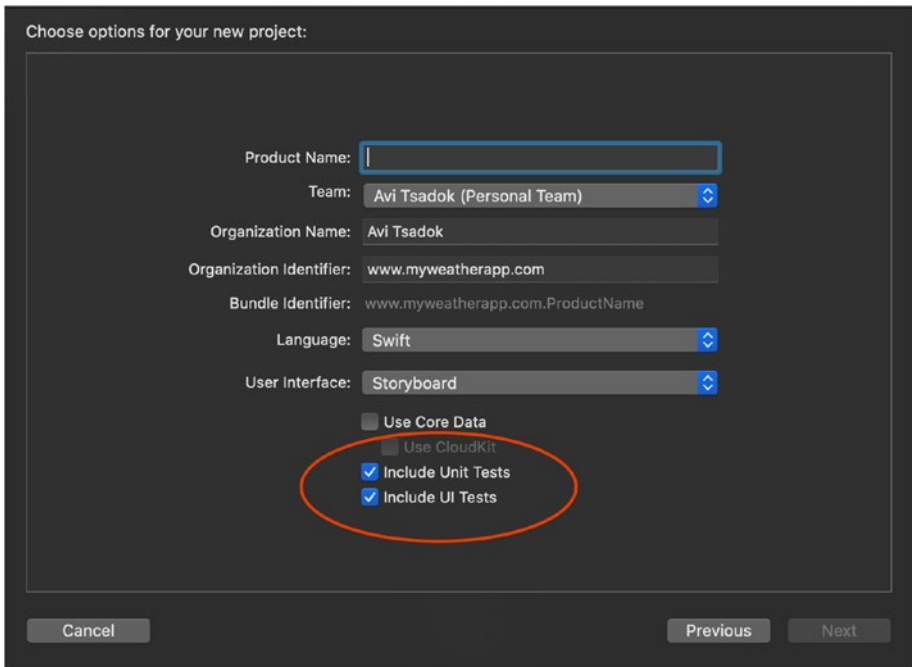 Choose options for your new project:
Product Name:
Team: Avi Tsadok (Personal Team)
Organization Name: Avi Tsadok
Organization Identifier: www.myweatherapp.com
Bundle Identifier: www.myweatherapp.com.ProductName
Language: Swift
User Interface: Storyboard
Use Core Data
Use CloudKit
Include Unit Tests
Include UI Tests
Cancel Previous Next